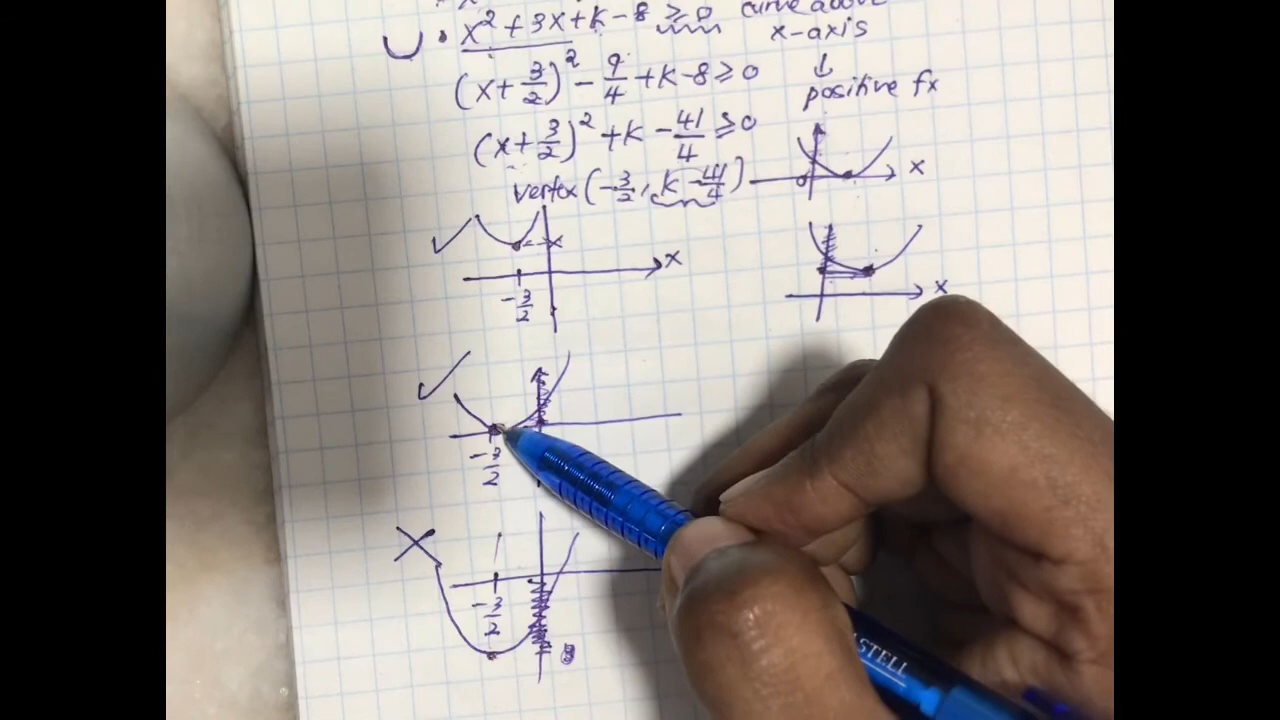 x² + 3x + k - 8 ≥ 0 curve above
x-axis
(x + 3/2)² - 9/4 + k - 8 ≥ 0 ↓
positive fx
(x + 3/2)² + k - 41/4 ≥ 0
x
vertex (-3/2, k - 41/4)
x
-3/2
x
-3/2
-3/2
ASTELL